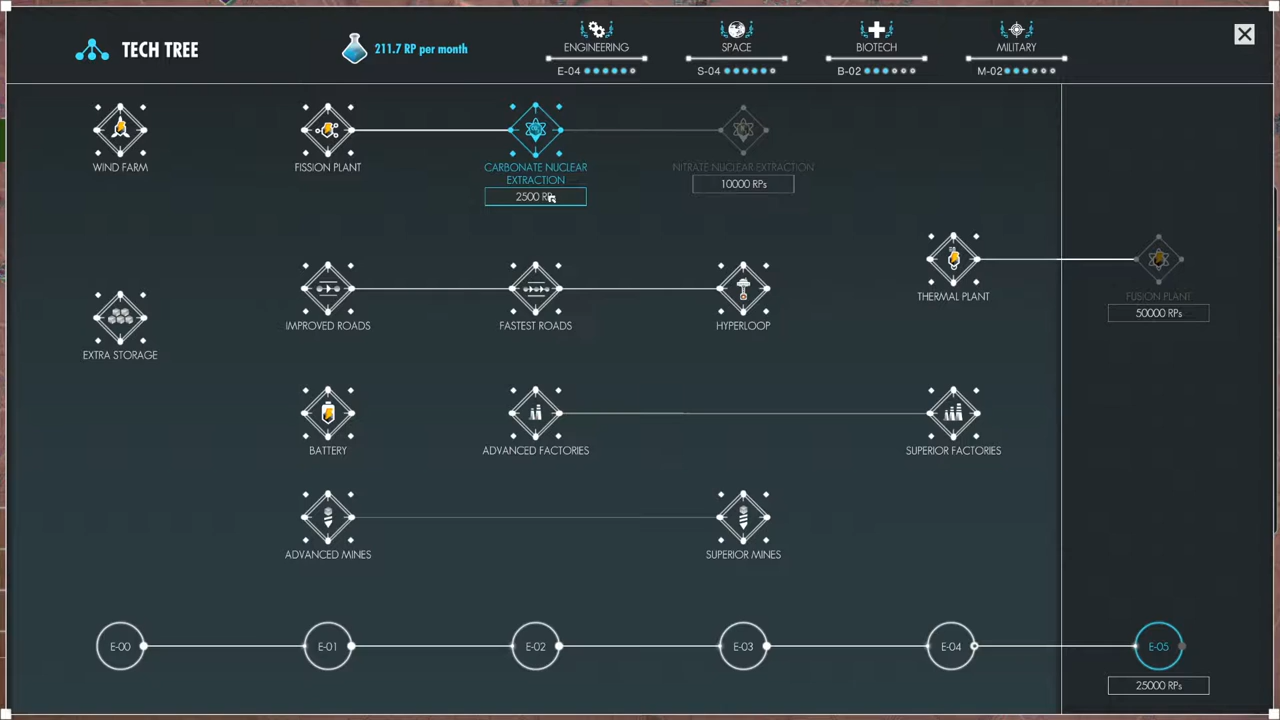 TECH TREE
211.7 RP per month
ENGINEERING
E-04
SPACE
S-04
BIOTECH
B-02
MILITARY
M-02
WIND FARM
FISSION PLANT
CARBONATE NUCLEAR
EXTRACTION
2500
NITRATE NUCLEAR EXTRACTION
10000 RPs
THERMAL PLANT
FUSION PLANT
50000 RPs
EXTRA STORAGE
IMPROVED ROADS
FASTEST ROADS
HYPERLOOP
BATTERY
ADVANCED FACTORIES
SUPERIOR FACTORIES
ADVANCED MINES
SUPERIOR MINES
E-00
E-01
E-02
E-03
E-04
E-05
25000 RPs